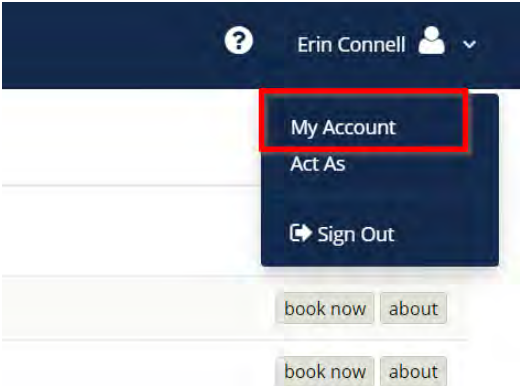 Erin Connell
My Account
Act As
Sign Out
book now about
book now about